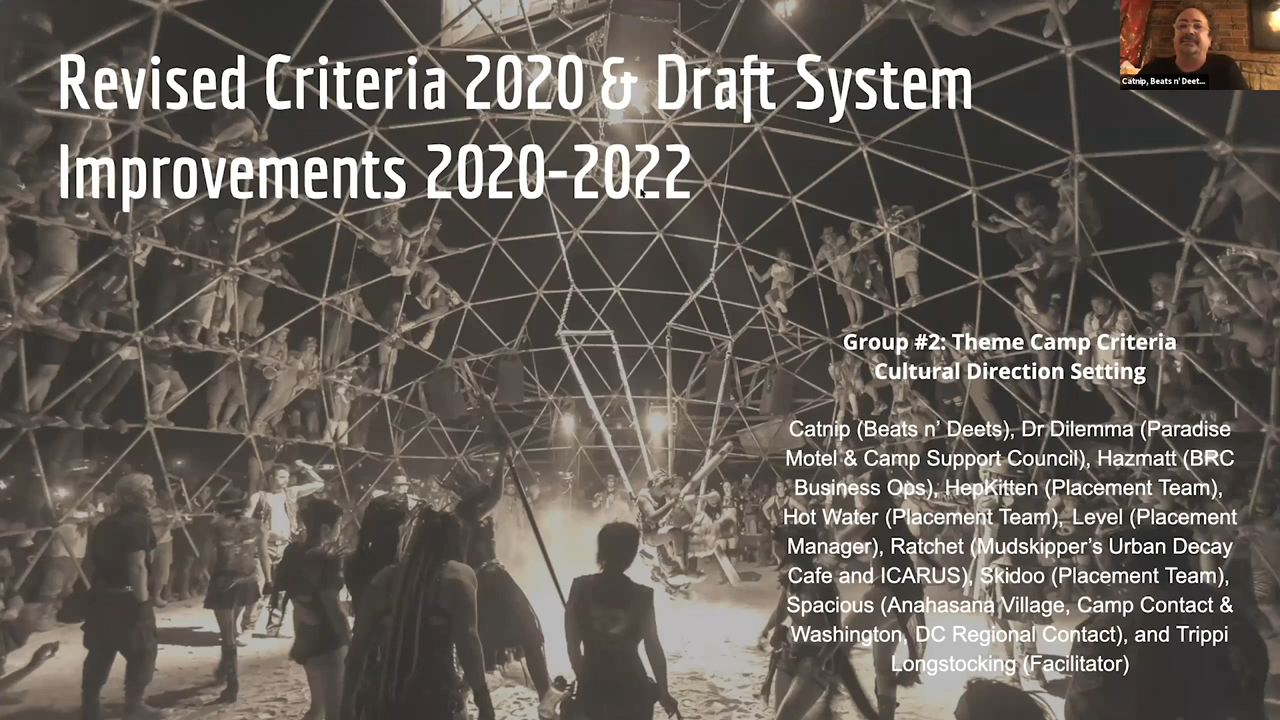 Revised Criteria 2020 & Draft System
Improvements 2020-2022
Catnip, Beats n' Deet...
Group #2: Theme Camp Criteria
Cultural Direction Setting
Catnip (Beats n’ Deets), Dr Dilemma (Paradise
Motel & Camp Support Council), Hazmatt (BRC
Business Ops), HepKitten (Placement Team),
Hot Water (Placement Team), Level (Placement
Manager), Ratchet (Mudskipper’s Urban Decay
Cafe and ICARUS), Skidoo (Placement Team),
Spacious (Anahasana Village, Camp Contact &
Washington, DC Regional Contact), and Trippi
Longstocking (Facilitator)